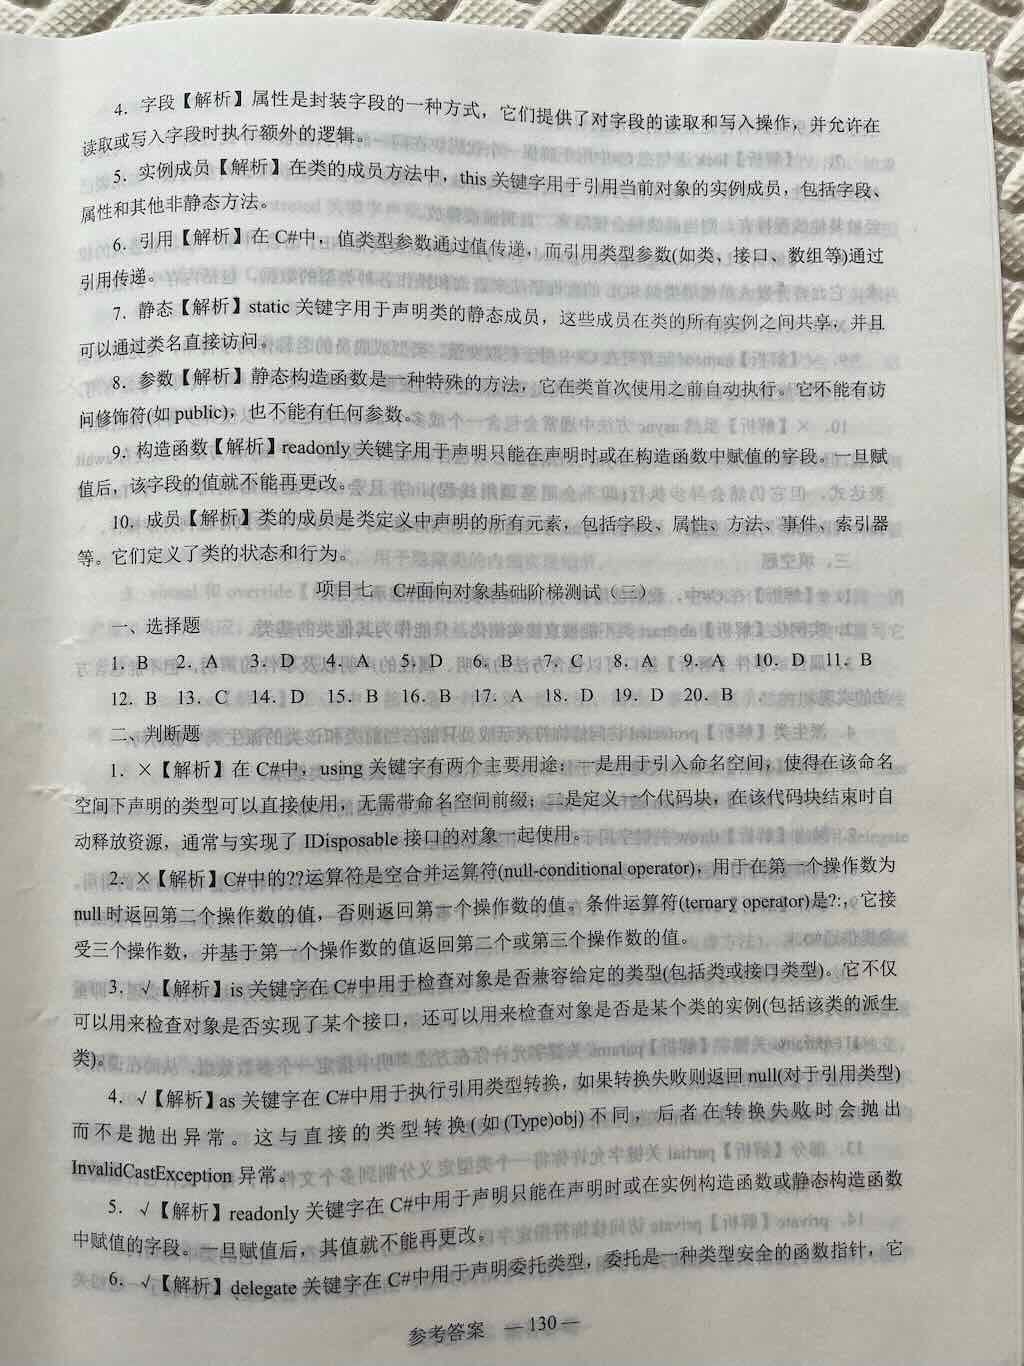 4．字段【解析】属性是封装字段的一种方式，它们提供了对字段的读取和写入操作，并允许在
读取或写入字段时执行额外的逻辑。
5．实例成员【解析】在类的成员方法中，this 关键字用于引用当前对象的实例成员，包括字段、
属性和其他非静态方法。
6．引用【解析】在 C#中，值类型参数通过值传递，而引用类型参数(如类、接口、数组等)通过
引用传递。
7．静态【解析】static 关键字用于声明类的静态成员，这些成员在类的所有实例之间共享，并且
可以通过类名直接访问。
8．参数【解析】静态构造函数是一种特殊的方法，它在类首次使用之前自动执行。它不能有访
问修饰符(如 public)，也不能有任何参数。
9．构造函数【解析】readonly 关键字用于声明只能在声明时或在构造函数中赋值的字段。一旦赋
值后，该字段的值就不能再更改。
10．成员【解析】类的成员是类定义中声明的所有元素，包括字段、属性、方法、事件、索引器
等。它们定义了类的状态和行为。
项目七　C#面向对象基础阶梯测试（三）
一、选择题
1．B　2．A　3．D　4．A　5．D　6．B　7．C　8．A　9．A　10．D　11．B
12．B　13．C　14．D　15．B　16．B　17．A　18．D　19．D　20．B
二、判断题
1．×【解析】在 C#中，using 关键字有两个主要用途：一是用于引入命名空间，使得在该命名
空间下声明的类型可以直接使用，无需带命名空间前缀；二是定义一个代码块，在该代码块结束时自
动释放资源，通常与实现了 IDisposable 接口的对象一起使用。
2．×【解析】C#中的??运算符是空合并运算符(null-conditional operator)，用于在第一个操作数为
null 时返回第二个操作数的值，否则返回第一个操作数的值。条件运算符(ternary operator)是?:，它接
受三个操作数，并基于第一个操作数的值返回第二个或第三个操作数的值。
3．√【解析】is 关键字在 C#中用于检查对象是否兼容给定的类型(包括类或接口类型)。它不仅
可以用来检查对象是否实现了某个接口，还可以用来检查对象是否是某个类的实例(包括该类的派生
类)。
4．√【解析】as 关键字在 C#中用于执行引用类型转换，如果转换失败则返回 null(对于引用类型)
而不是抛出异常。这与直接的类型转换(如(Type)obj)不同，后者在转换失败时会抛出
InvalidCastException 异常。
5．√【解析】readonly 关键字在 C#中用于声明只能在声明时或在实例构造函数或静态构造函数
中赋值的字段。一旦赋值后，其值就不能再更改。
6．√【解析】delegate 关键字在 C#中用于声明委托类型，委托是一种类型安全的函数指针，它
参考答案　— 130 —